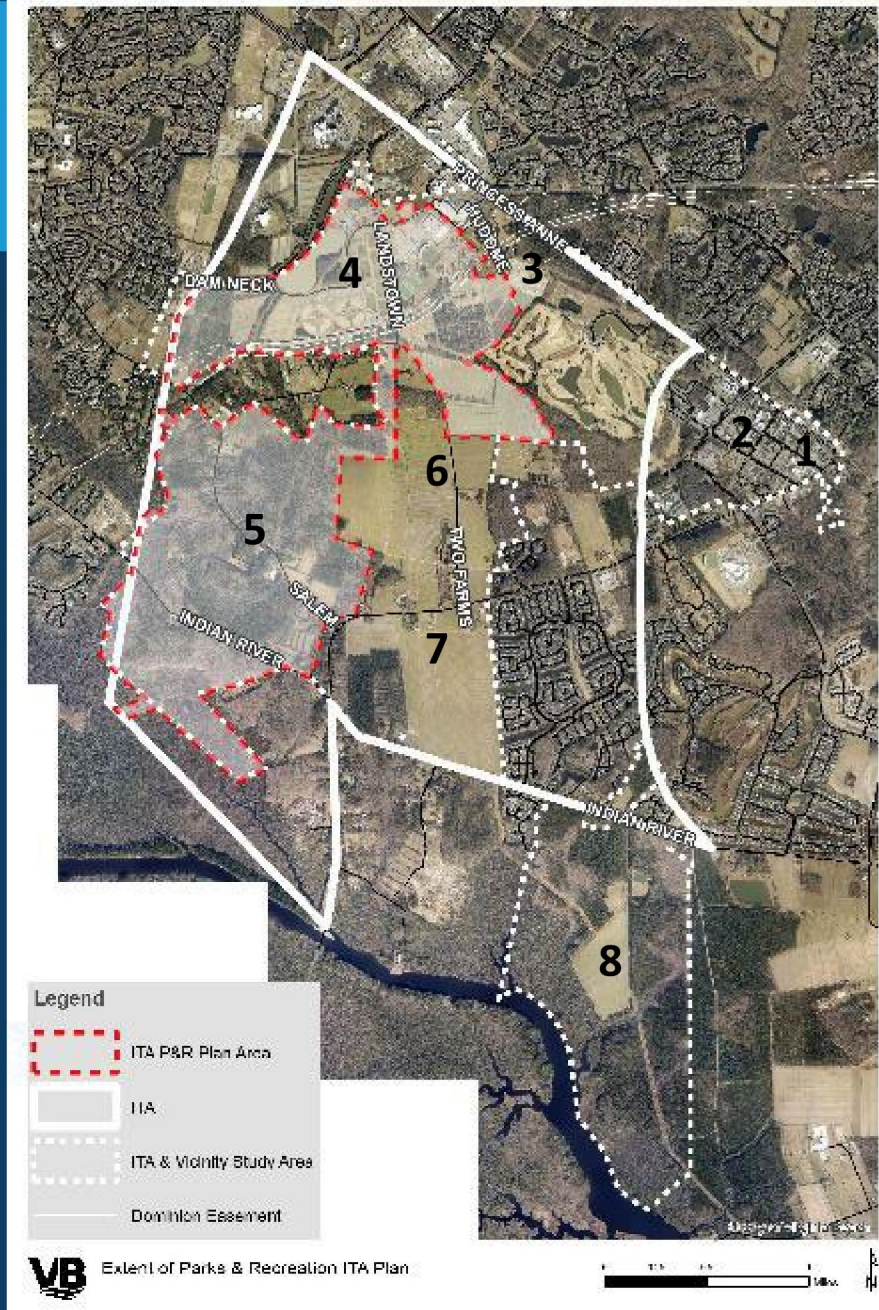 PRINCESS ANNE
LANDSTOWN
3
4
DAM NECK
2
1
6
5
TWO FARMS
SALEM
INDIAN RIVER
7
INDIAN RIVER
8
Legend
ITA P&R Plan Area
ITA
ITA & Vicinity Study Area
Dominion Easement
VB
Extent of Parks & Recreation ITA Plan
Miles
N